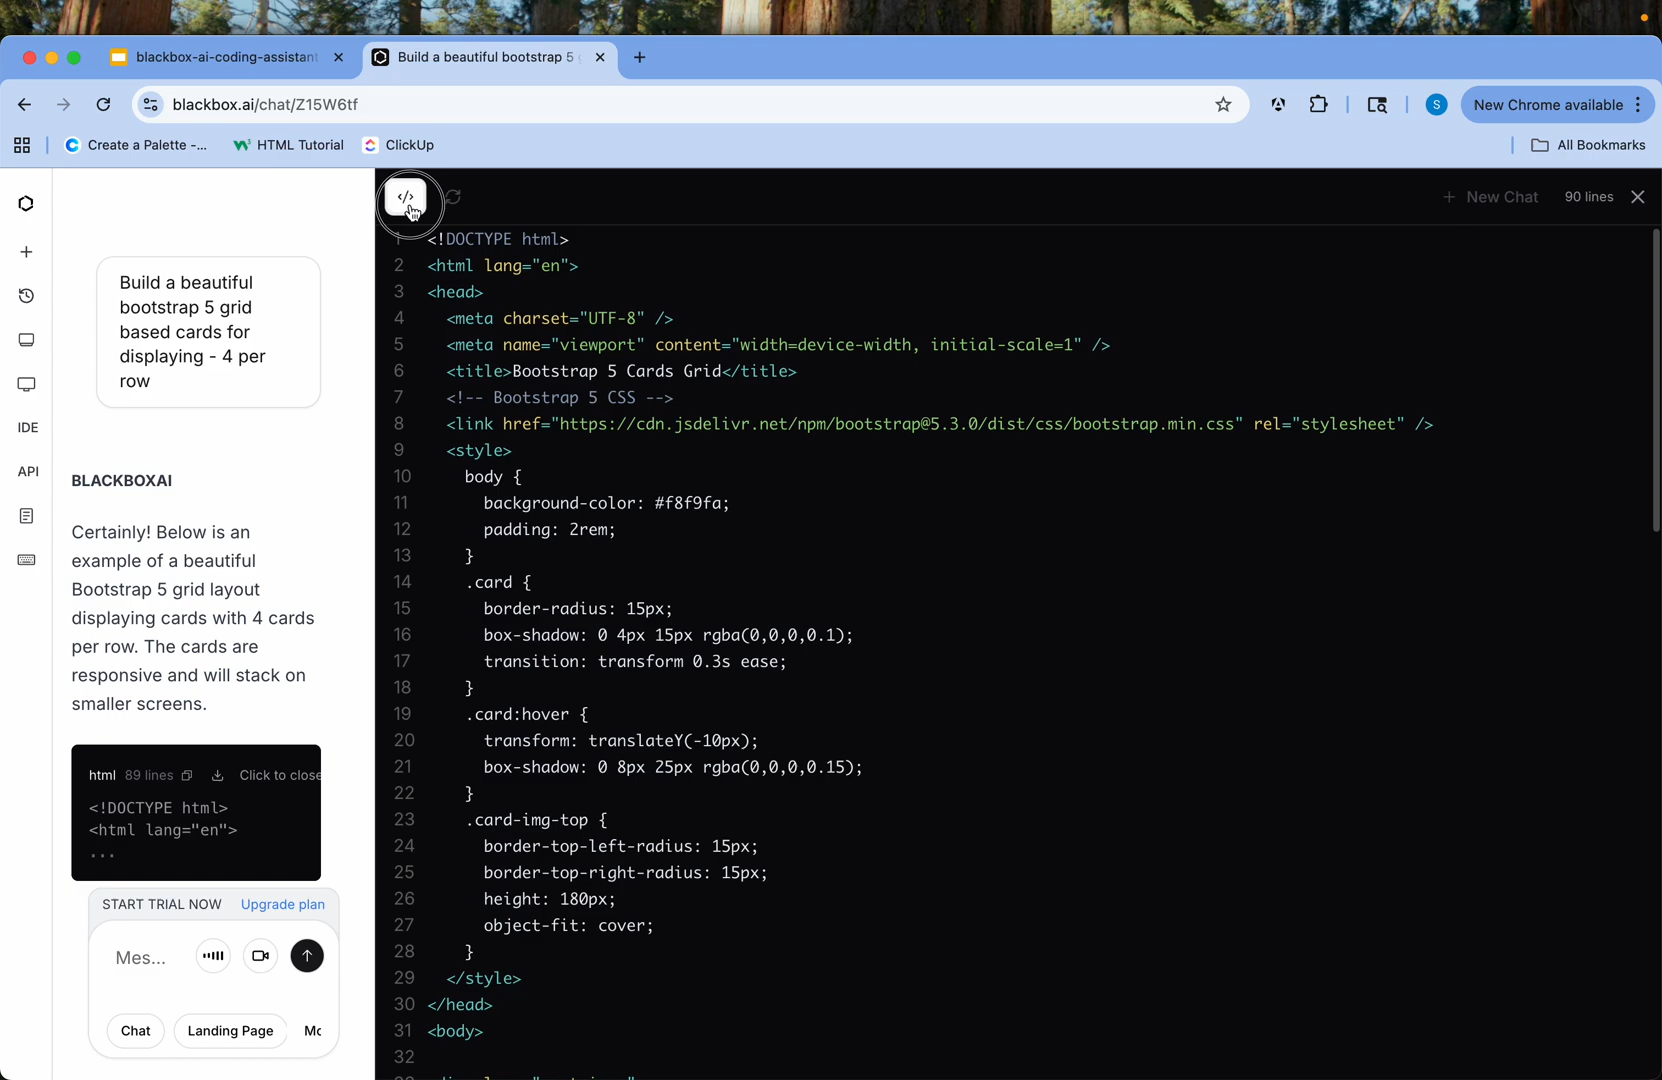 blackbox-ai-coding-assistant
Build a beautiful bootstrap 5
blackbox.ai/chat/Z15W6tf
S
New Chrome available
Create a Palette -...
HTML Tutorial
ClickUp
All Bookmarks
IDE
API
Build a beautiful
bootstrap 5 grid
based cards for
displaying - 4 per
row
BLACKBOXAI
Certainly! Below is an
example of a beautiful
Bootstrap 5 grid layout
displaying cards with 4 cards
per row. The cards are
responsive and will stack on
smaller screens.
html 89 lines Click to close
<!DOCTYPE html>
<html lang="en">
...
START TRIAL NOW Upgrade plan
Mes...
Chat
Landing Page
Mo
</>
New Chat
90 lines
1 <!DOCTYPE html>
2 <html lang="en">
3 <head>
4 <meta charset="UTF-8" />
5 <meta name="viewport" content="width=device-width, initial-scale=1" />
6 <title>Bootstrap 5 Cards Grid</title>
7 <!-- Bootstrap 5 CSS -->
8 <link href="https://cdn.jsdelivr.net/npm/bootstrap@5.3.0/dist/css/bootstrap.min.css" rel="stylesheet" />
9 <style>
10 body {
11 background-color: #f8f9fa;
12 padding: 2rem;
13 }
14 .card {
15 border-radius: 15px;
16 box-shadow: 0 4px 15px rgba(0,0,0,0.1);
17 transition: transform 0.3s ease;
18 }
19 .card:hover {
20 transform: translateY(-10px);
21 box-shadow: 0 8px 25px rgba(0,0,0,0.15);
22 }
23 .card-img-top {
24 border-top-left-radius: 15px;
25 border-top-right-radius: 15px;
26 height: 180px;
27 object-fit: cover;
28 }
29 </style>
30 </head>
31 <body>
32